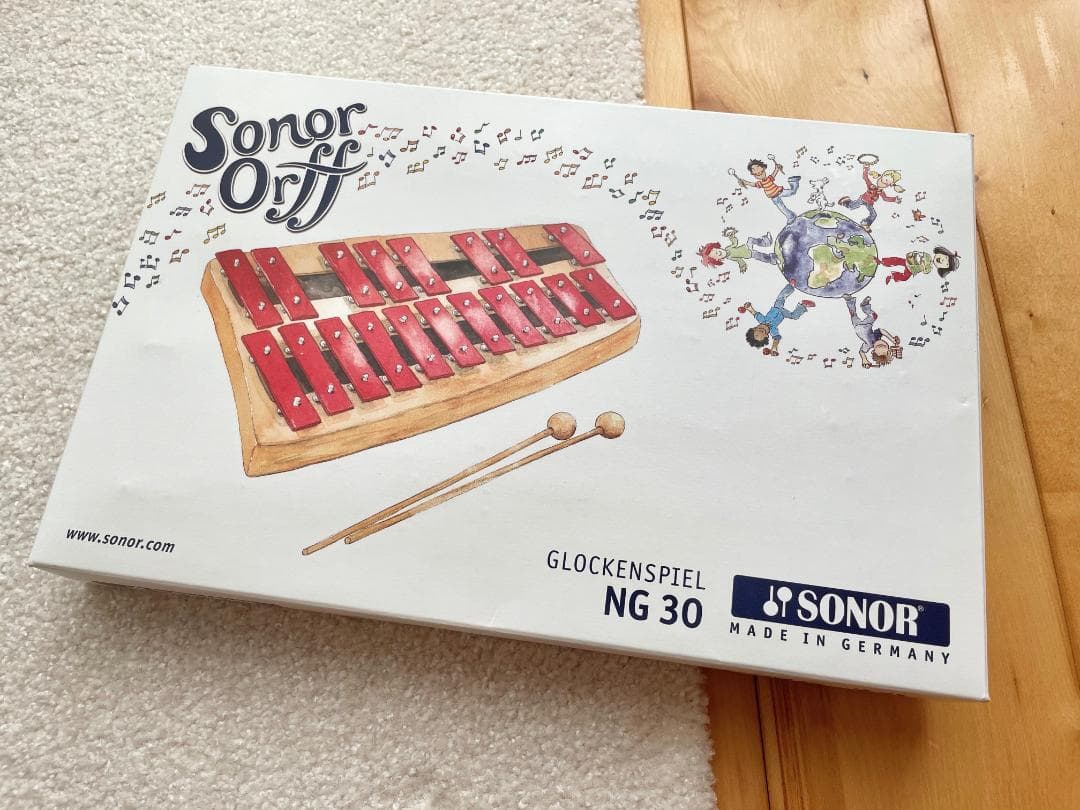 Sonor
Orff
www.sonor.com
GLOCKENSPIEL
NG 30
SONOR®
MADE IN GERMANY